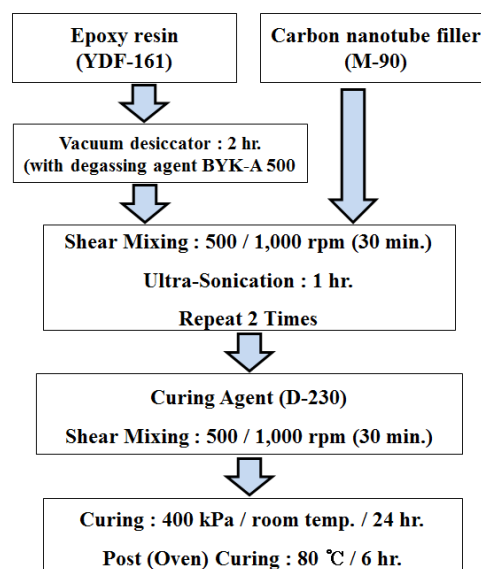 Epoxy resin
(YDF-161)
Carbon nanotube filler
(M-90)
Vacuum desiccator : 2 hr.
(with degassing agent BYK-A 500
Shear Mixing : 500 / 1,000 rpm (30 min.)
Ultra-Sonication : 1 hr.
Repeat 2 Times
Curing Agent (D-230)
Shear Mixing : 500 / 1,000 rpm (30 min.)
Curing : 400 kPa / room temp. / 24 hr.
Post (Oven) Curing : 80 ℃ / 6 hr.